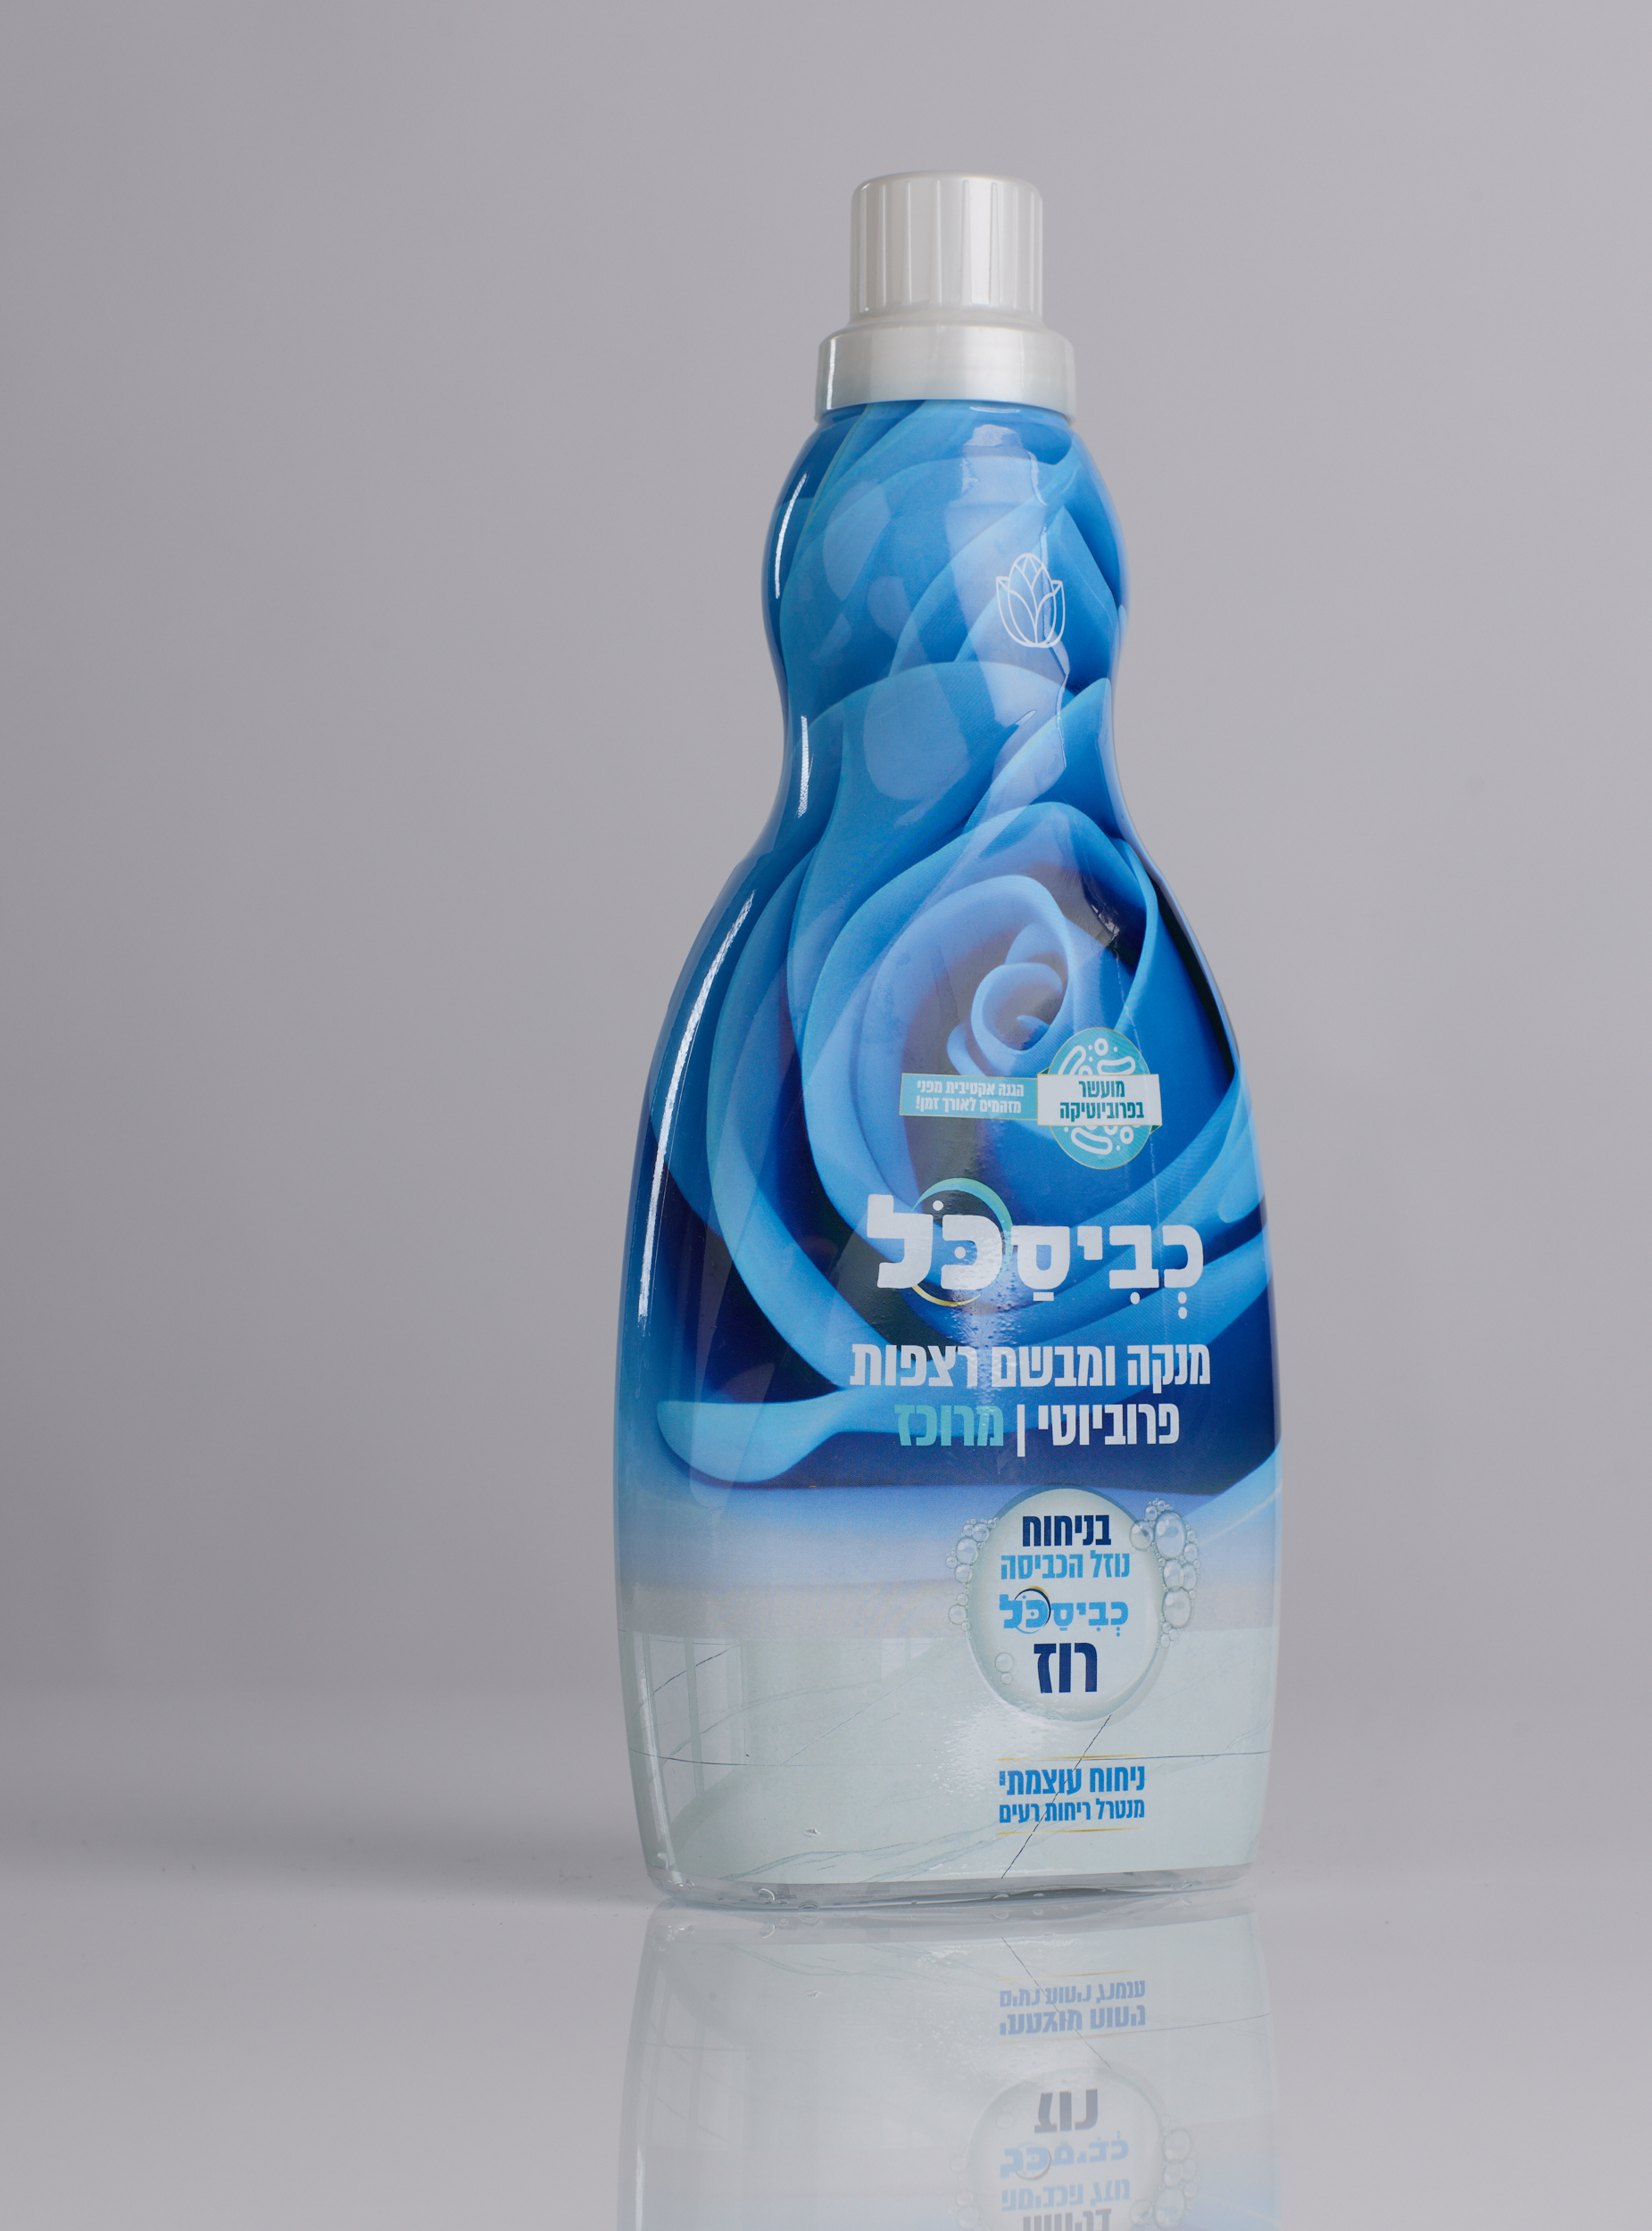 מועשר
בפרוביוטיקה
הגנה אקטיבית מפני
מזהמים לאורך זמן!
כְּבִיסַכֹּל
מנקה ומבשם רצפות
פרוביוטי | מרוכז
בניחוח
נוזל הכביסה
כְּבִיסַכֹּל
רוז
ניחוח עוצמתי
מנטרל ריחות רעים